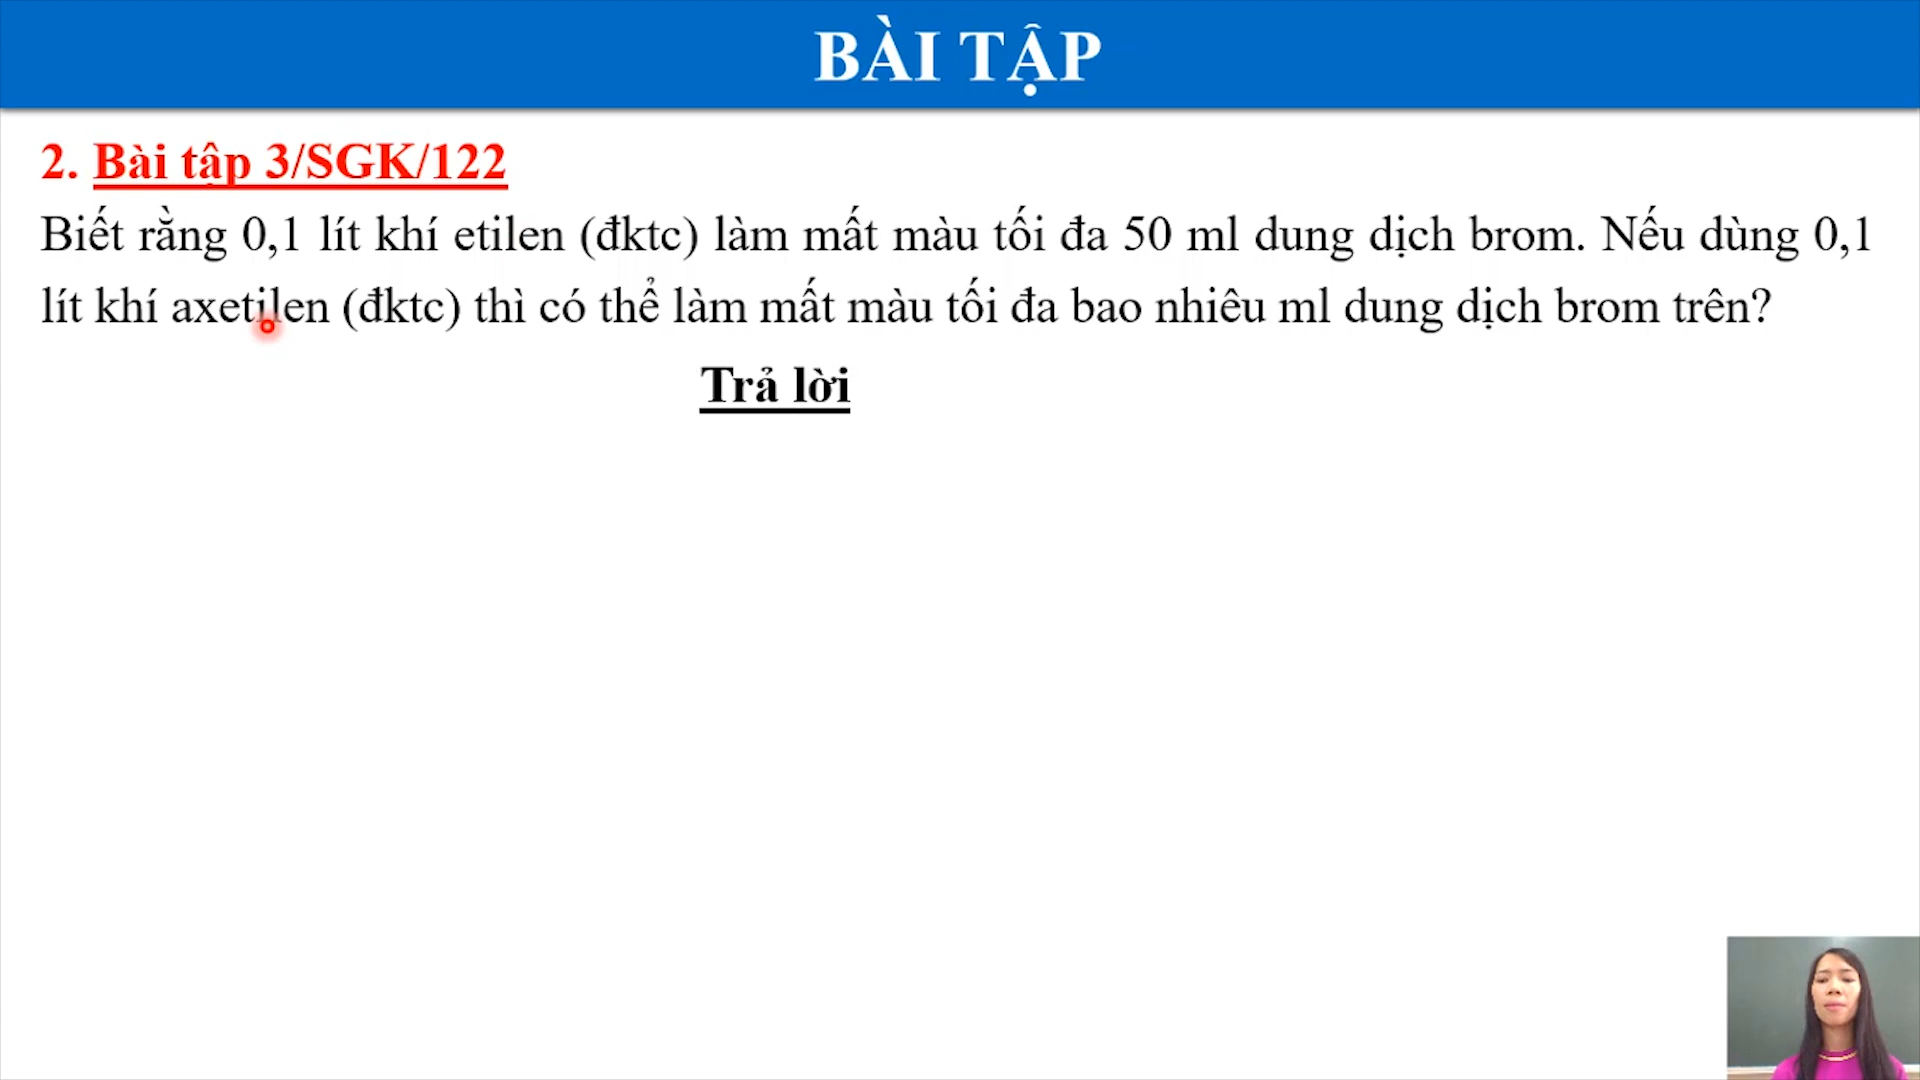 BÀI TẬP
2. Bài tập 3/SGK/122
Biết rằng 0,1 lít khí etilen (đktc) làm mất màu tối đa 50 ml dung dịch brom. Nếu dùng 0,1
lít khí axetilen (đktc) thì có thể làm mất màu tối đa bao nhiêu ml dung dịch brom trên?
Trả lời